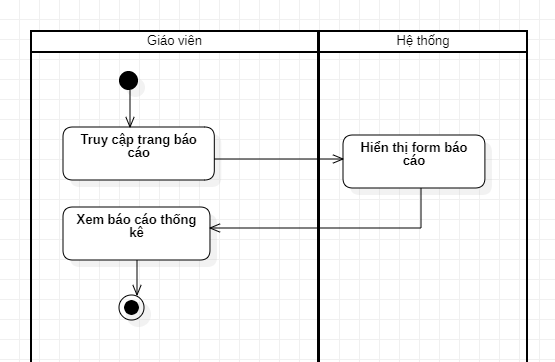 Giáo viên
Hệ thống
Truy cập trang báo
cáo
Hiển thị form báo
cáo
Xem báo cáo thống
kê